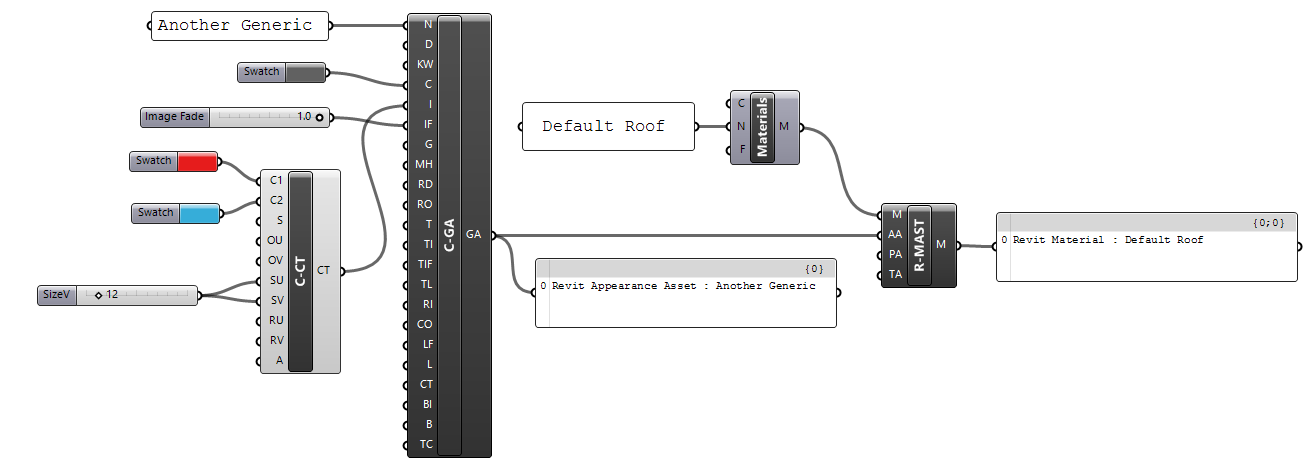 Another Generic
Swatch
Image Fade 1.0
Swatch
Swatch
SizeV 12
C1
C2
S
OU
OV
SU
SV
RU
RV
A
C-CT
CT
N
D
KW
C
I
IF
G
MH
RD
RO
T
TI
TIF
TL
RI
CO
LF
L
CT
BI
B
TC
C-GA
GA
Default Roof
C
N
F
Materials
M
{0}
0 Revit Appearance Asset : Another Generic
M
AA
PA
TA
R-MAST
M
{0;0}
0 Revit Material : Default Roof